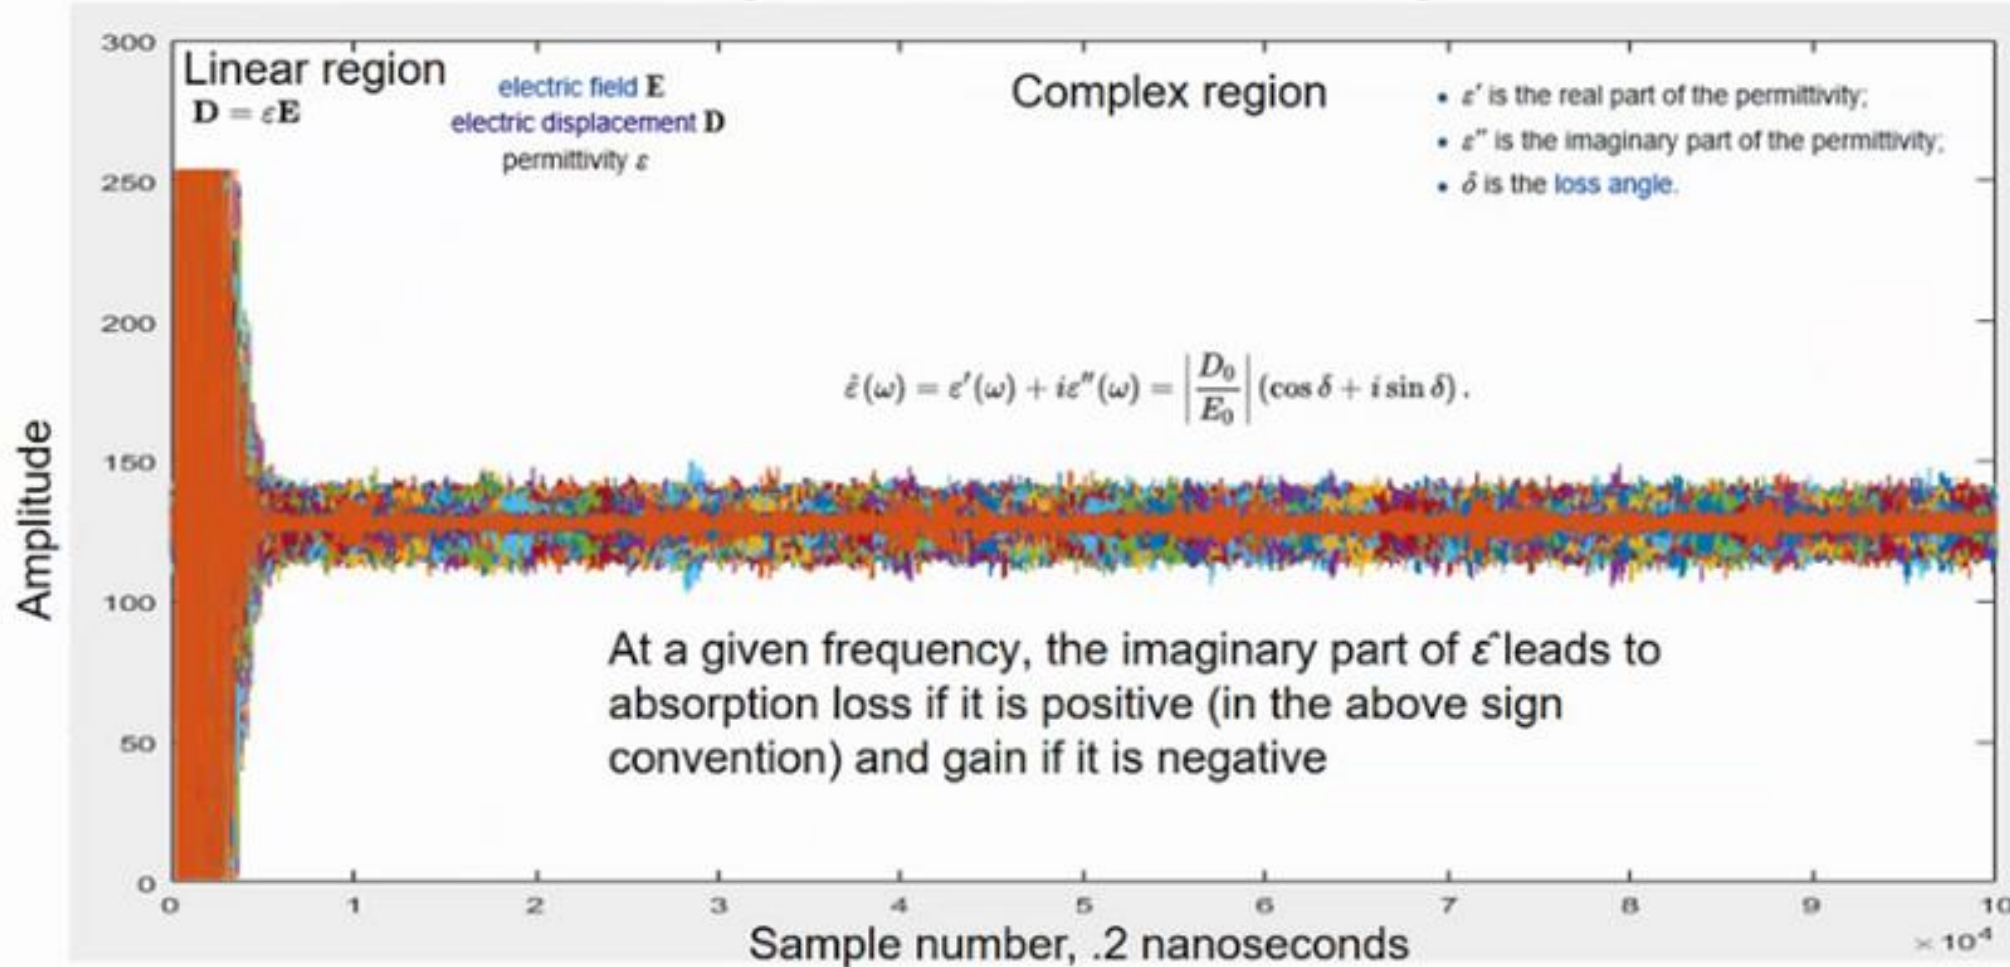 300
Linear region
D = εE
electric field E
electric displacement D
permittivity ε
Complex region
• ε′ is the real part of the permittivity;
• ε″ is the imaginary part of the permittivity;
• δ is the loss angle.
250
200
ε̂(ω) = ε′(ω) + iε″(ω) = |D₀/E₀| (cos δ + i sin δ).
150
100
At a given frequency, the imaginary part of ε̂ leads to
absorption loss if it is positive (in the above sign
convention) and gain if it is negative
50
0
Amplitude
0 1 2 3 4 5 6 7 8 9 10
× 10⁴
Sample number, .2 nanoseconds